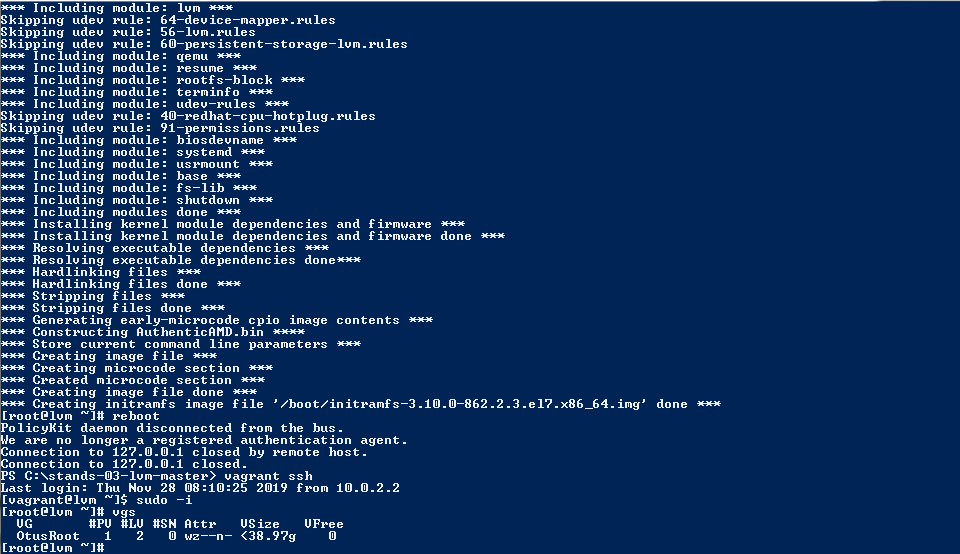 *** Including module: lvm ***
Skipping udev rule: 64-device-mapper.rules
Skipping udev rule: 56-lvm.rules
Skipping udev rule: 60-persistent-storage-lvm.rules
*** Including module: qemu ***
*** Including module: resume ***
*** Including module: rootfs-block ***
*** Including module: terminfo ***
*** Including module: udev-rules ***
Skipping udev rule: 40-redhat-cpu-hotplug.rules
Skipping udev rule: 91-permissions.rules
*** Including module: biosdevname ***
*** Including module: systemd ***
*** Including module: usrmount ***
*** Including module: base ***
*** Including module: fs-lib ***
*** Including module: shutdown ***
*** Including modules done ***
*** Installing kernel module dependencies and firmware ***
*** Installing kernel module dependencies and firmware done ***
*** Resolving executable dependencies ***
*** Resolving executable dependencies done***
*** Hardlinking files ***
*** Hardlinking files done ***
*** Stripping files ***
*** Stripping files done ***
*** Generating early-microcode cpio image contents ***
*** Constructing AuthenticAMD.bin ****
*** Store current command line parameters ***
*** Creating image file ***
*** Creating microcode section ***
*** Created microcode section ***
*** Creating image file done ***
*** Creating initramfs image file '/boot/initramfs-3.10.0-862.2.3.el7.x86_64.img' done ***
[root@lvm ~]# reboot
PolicyKit daemon disconnected from the bus.
We are no longer a registered authentication agent.
Connection to 127.0.0.1 closed by remote host.
Connection to 127.0.0.1 closed.
PS C:\stands-03-lvm-master> vagrant ssh
Last login: Thu Nov 28 08:10:25 2019 from 10.0.2.2
[vagrant@lvm ~]$ sudo -i
[root@lvm ~]# vgs
  VG       #PV #LV #SN Attr   VSize   VFree
  OtusRoot   1   2   0 wz--n- <38.97g    0
[root@lvm ~]#